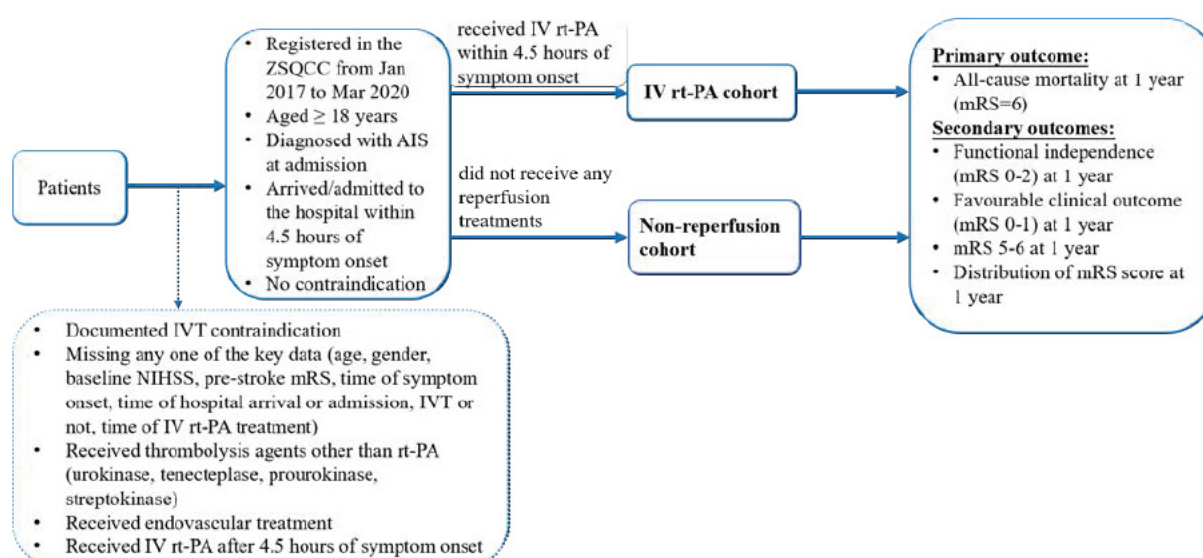 Patients
• Registered in the
ZSQCC from Jan
2017 to Mar 2020
• Aged ≥ 18 years
- Diagnosed with AIS
at admission
• Arrived/admitted to
the hospital within
4.5 hours of
symptom onset
• No contraindication
received IV rt-PA
within 4.5 hours of
symptom onset
did not receive any
reperfusion
treatments
IV rt-PA cohort
Non-reperfusion
cohort
Primary outcome:
• All-cause mortality at 1 year
(mRS=6)
Secondary outcomes:
• Functional independence
(mRS 0-2) at 1 year
• Favourable clinical outcome
(mRS 0-1) at 1 year
• mRS 5-6 at 1 year
- Distribution of mRS score at
1 year
• Documented IVT contraindication
• Missing any one of the key data (age, gender,
baseline NIHSS, pre-stroke mRS, time of symptom
onset, time of hospital arrival or admission, IVT or
not, time of IV rt-PA treatment)
• Received thrombolysis agents other than rt-PA
(urokinase, tenecteplase, prourokinase,
streptokinase)
• Received endovascular treatment
• Received IV rt-PA after 4.5 hours of symptom onset